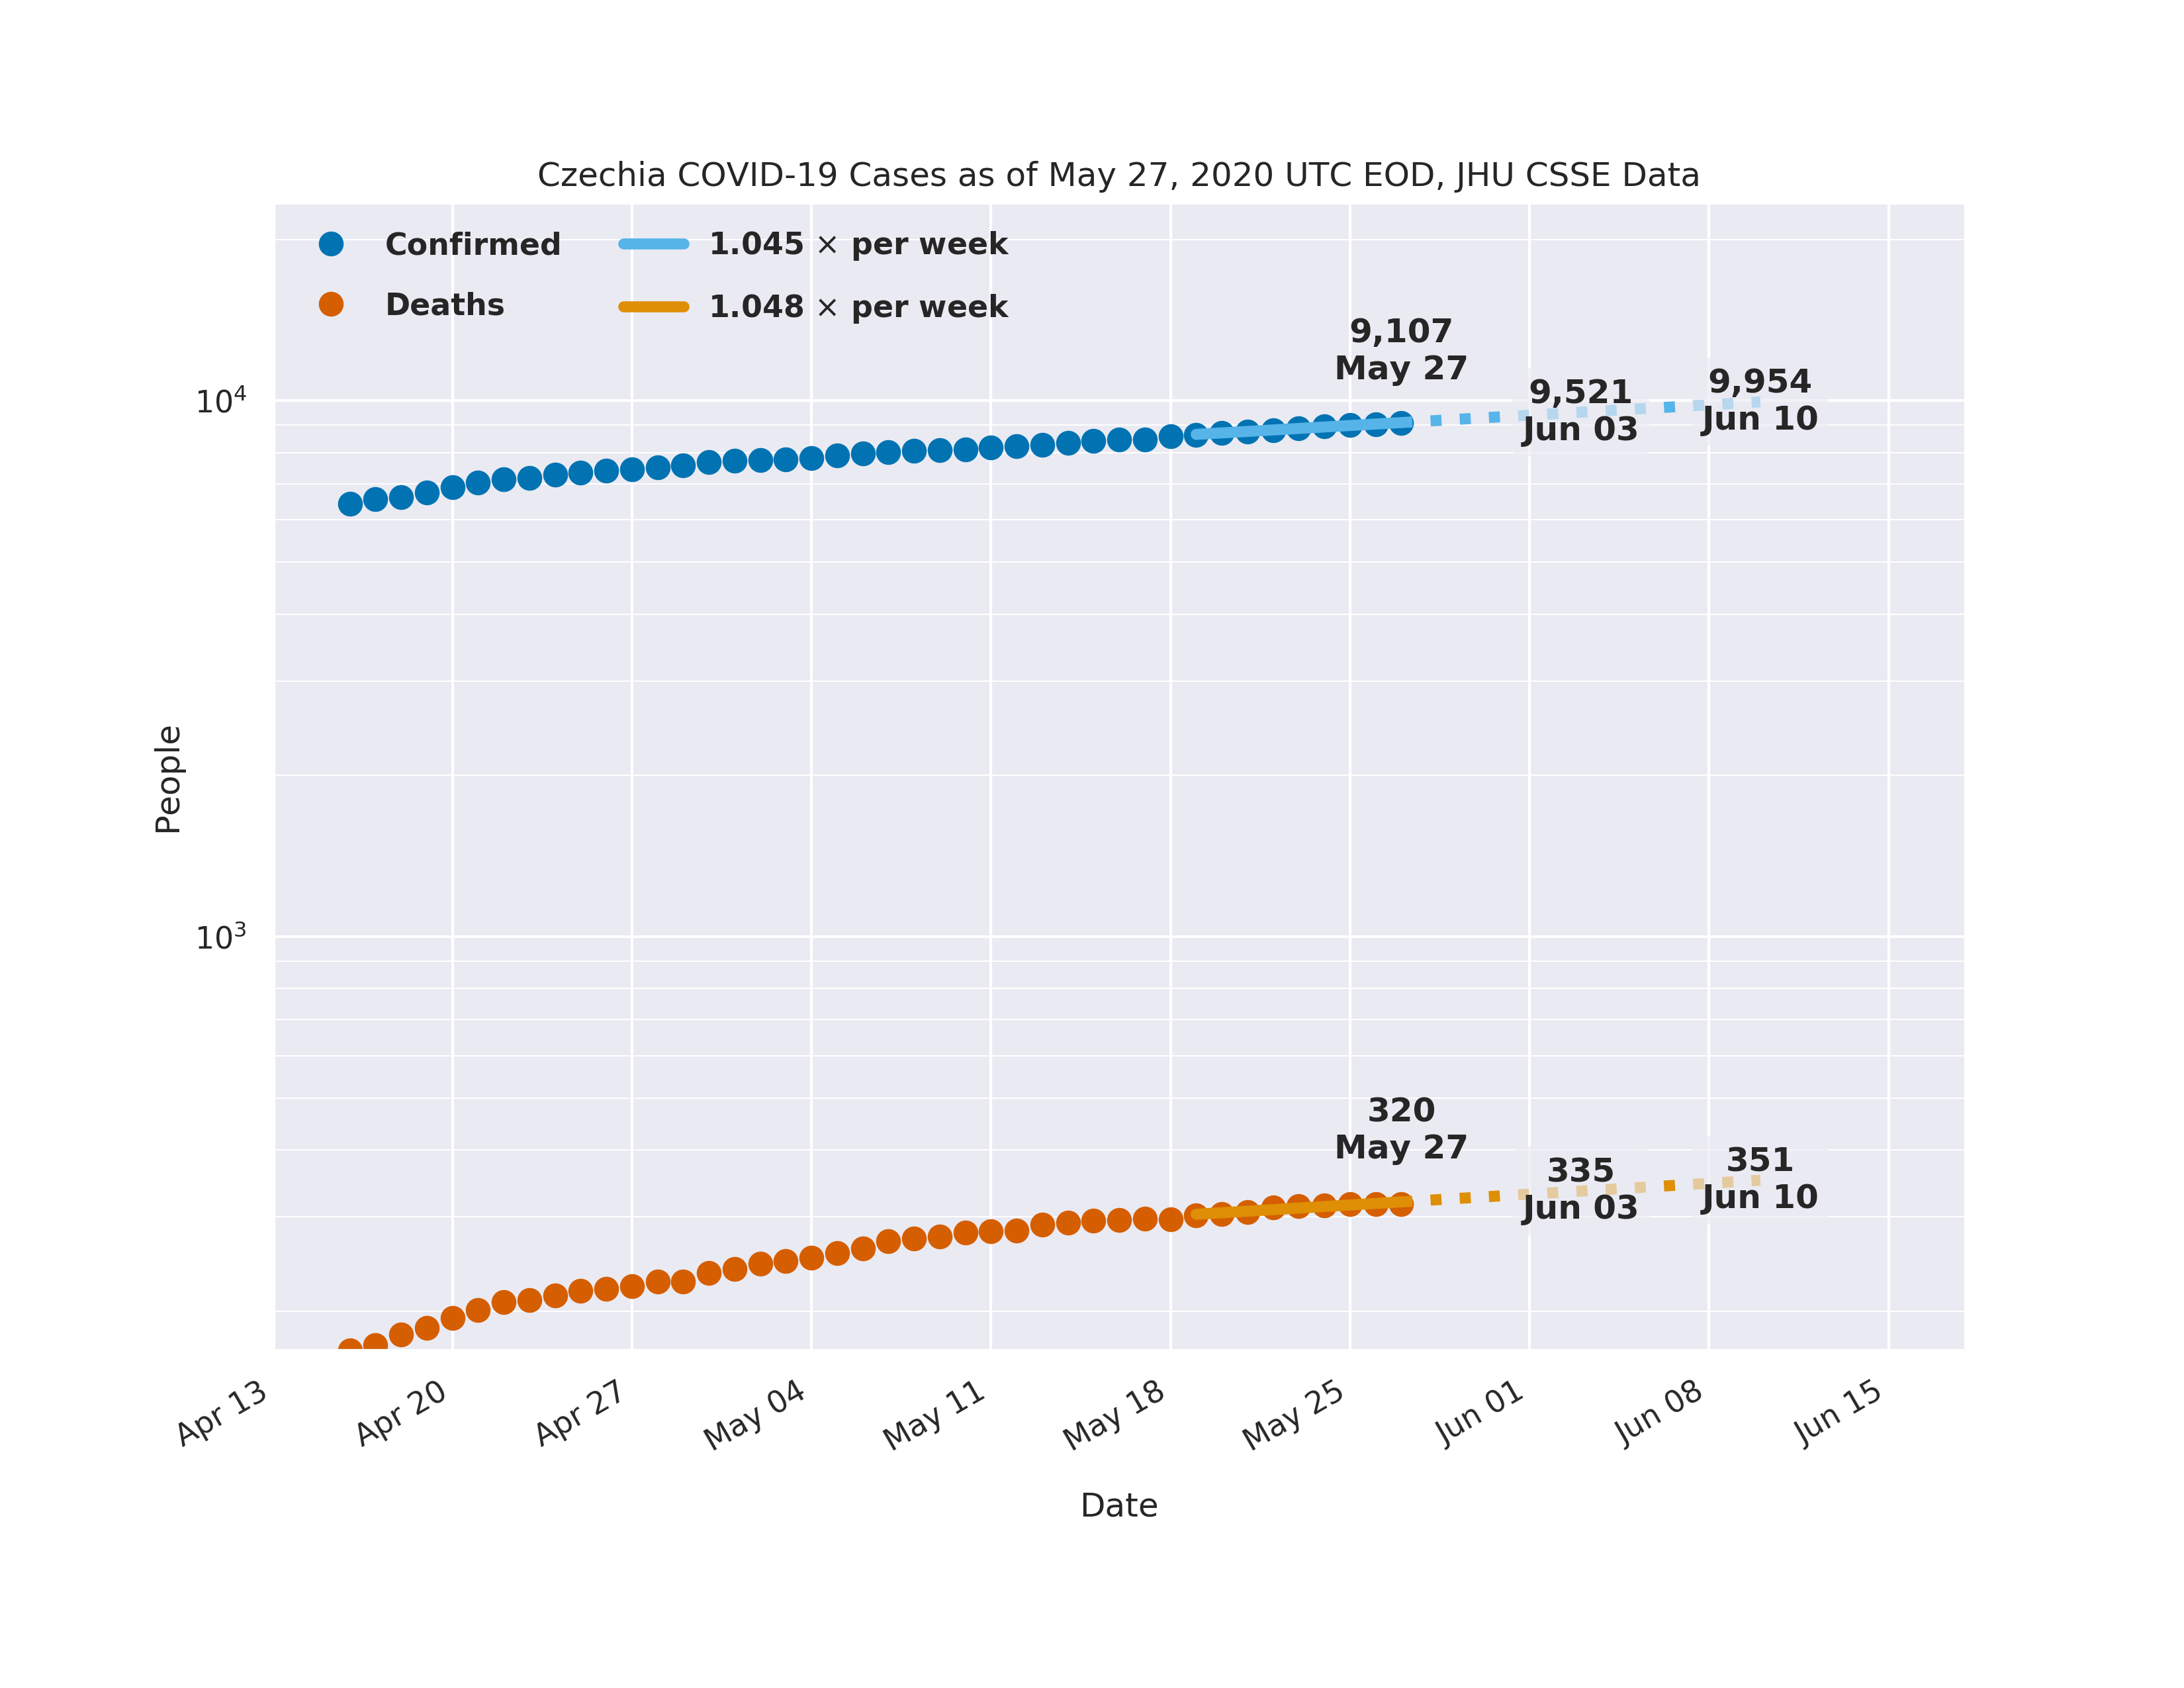 Czechia COVID-19 Cases as of May 27, 2020 UTC EOD, JHU CSSE Data
Confirmed
Deaths
1.045 × per week
1.048 × per week
9,107
May 27
9,521
Jun 03
9,954
Jun 10
10⁴
People
10³
320
May 27
335
Jun 03
351
Jun 10
Apr 13
Apr 20
Apr 27
May 04
May 11
May 18
May 25
Jun 01
Jun 08
Jun 15
Date